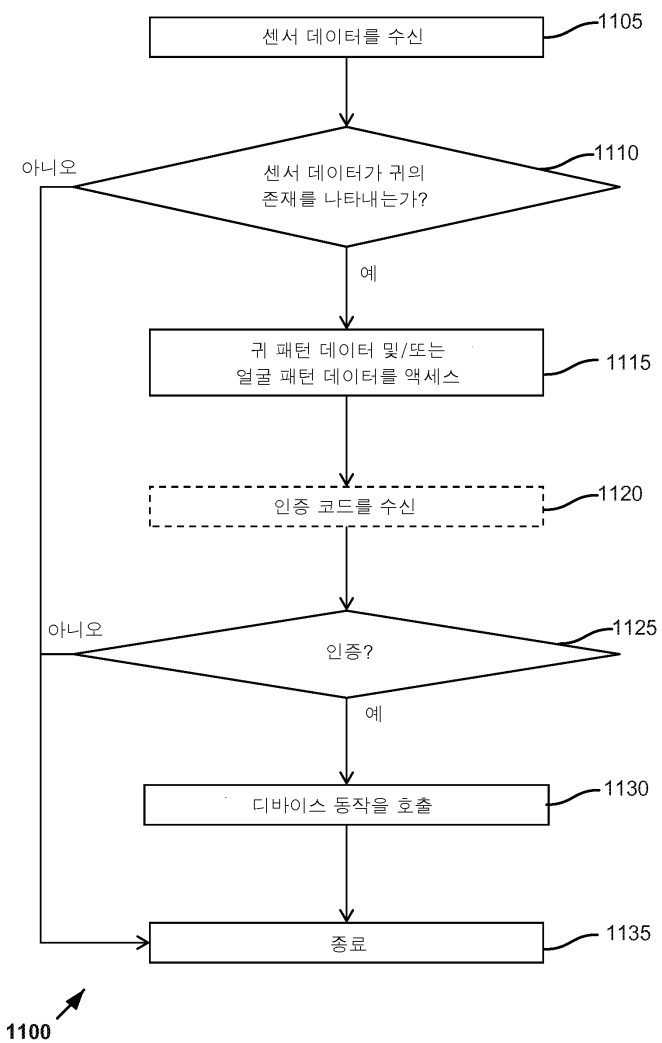 센서 데이터를 수신
1105
아니오
센서 데이터가 귀의
존재를 나타내는가?
1110
예
귀 패턴 데이터 및/또는
얼굴 패턴 데이터를 액세스
1115
인증 코드를 수신
1120
아니오
인증?
1125
예
디바이스 동작을 호출
1130
종료
1135
1100